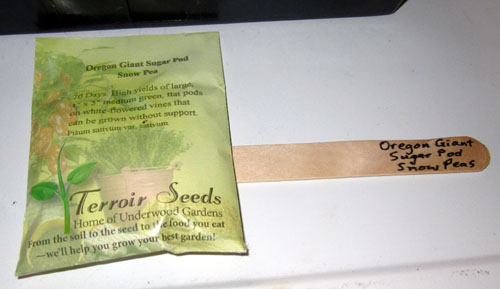 Oregon Giant Sugar Pod
Snow Pea
70 Days High yields of large,
x 5" medium green, flat pods
on white-flowered vines that
can be grown without support.
Pisum sativum var. sativum
Terroir Seeds
Home of Underwood Gardens
From the soil to the seed to the food you eat
—we'll help you grow your best garden!
Oregon Giant
Sugar Pod
Snow Peas